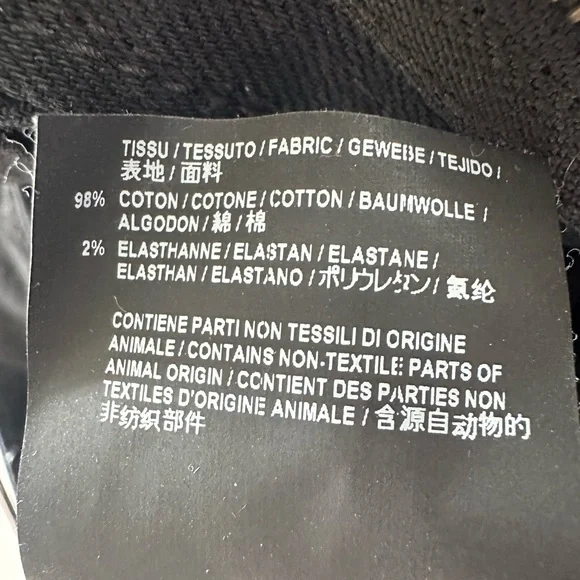 TISSU / TESSUTO / FABRIC / GEWEBE / TEJIDO /
表地 / 面料
98% COTON / COTONE / COTTON / BAUMWOLLE /
ALGODON / 綿 / 棉
2% ELASTHANNE / ELASTAN / ELASTANE /
ELASTHAN / ELASTANO / ポリウレタン / 氨纶
CONTIENE PARTI NON TESSILI DI ORIGINE
ANIMALE / CONTAINS NON-TEXTILE PARTS OF
ANIMAL ORIGIN / CONTIENT DES PARTIES NON
TEXTILES D'ORIGINE ANIMALE / 含源自动物的
非纺织部件